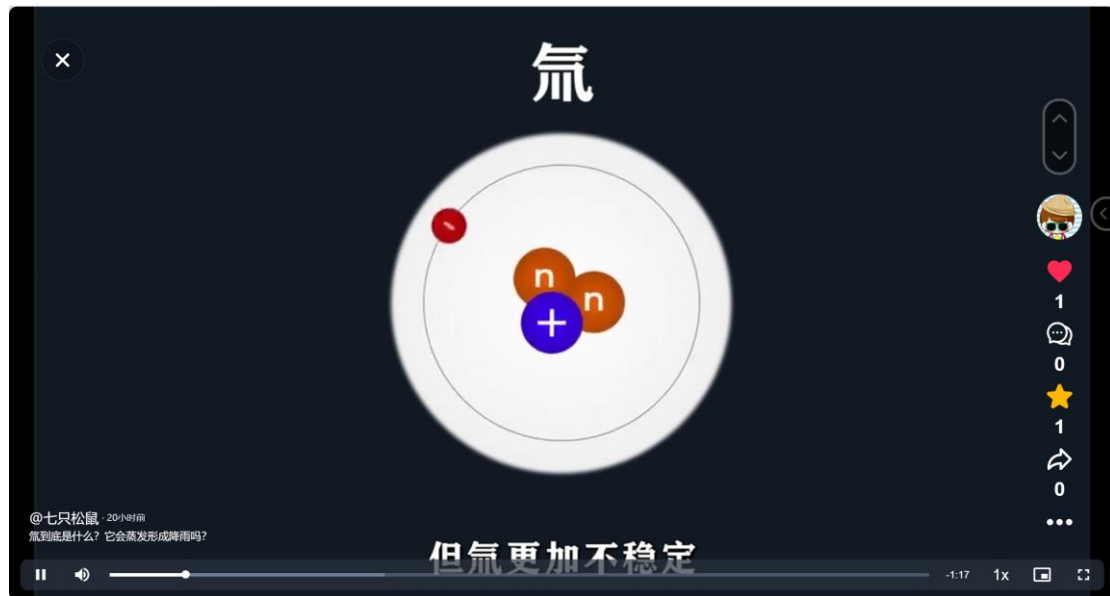 氚
−
n
n
+
1
0
1
0
@七只松鼠 · 20小时前
氚到底是什么？它会蒸发形成降雨吗？
但氚更加不稳定
-1:17
1x